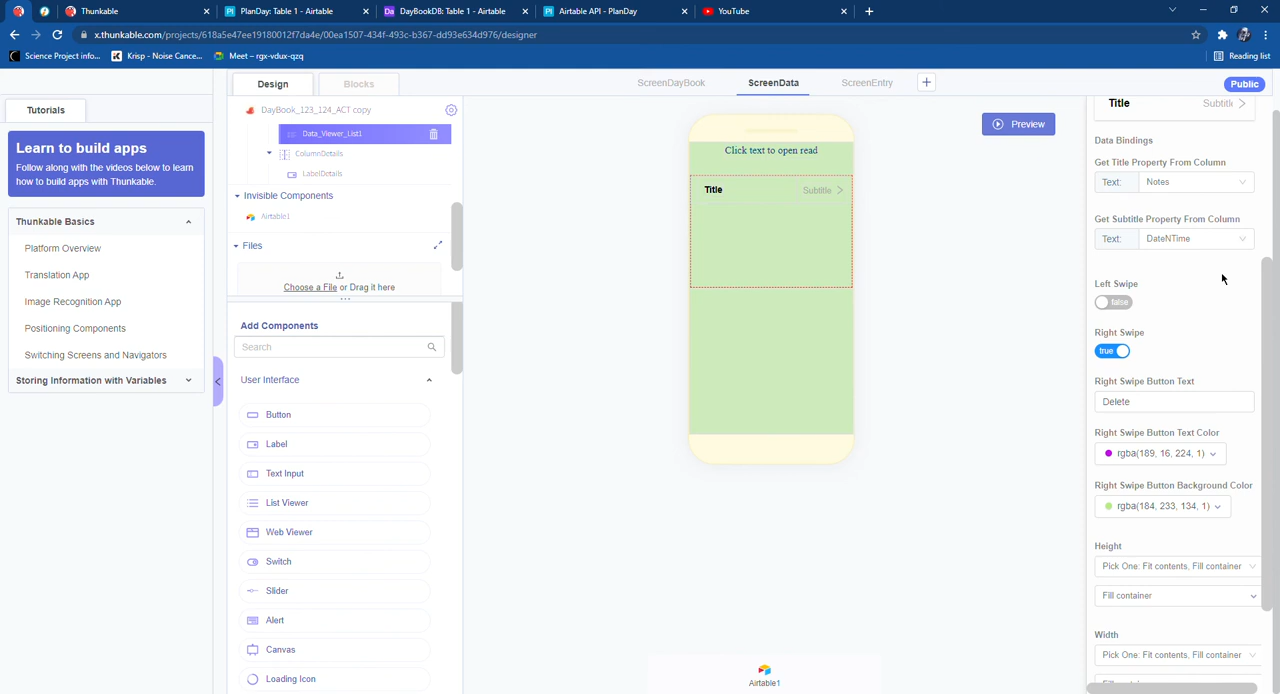 Thunkable
PlanDay: Table 1 - Airtable
DayBookDB: Table 1 - Airtable
Airtable API - PlanDay
YouTube
x.thunkable.com/projects/618a5e47ee19180012f7da4e/00ea1507-434f-493c-b367-dd93e634d976/designer
Science Project info...
Krisp - Noise Cance...
Meet – rgx-vdux-qzq
Reading list
Design
Blocks
ScreenDayBook
ScreenData
ScreenEntry
Public
Tutorials
Learn to build apps
Follow along with the videos below to learn
how to build apps with Thunkable.
Thunkable Basics
Platform Overview
Translation App
Image Recognition App
Positioning Components
Switching Screens and Navigators
Storing Information with Variables
DayBook_123_124_ACT copy
Data_Viewer_List1
ColumnDetails
LabelDetails
Invisible Components
Airtable1
Files
Choose a File or Drag it here
Add Components
Search
User Interface
Button
Label
Text Input
List Viewer
Web Viewer
Switch
Slider
Alert
Canvas
Loading Icon
Click text to open read
Title
Subtitle
Airtable1
Preview
Title
Subtitle
Data Bindings
Get Title Property From Column
Text: Notes
Get Subtitle Property From Column
Text: DateNTime
Left Swipe
false
Right Swipe
true
Right Swipe Button Text
Delete
Right Swipe Button Text Color
rgba(189, 16, 224, 1)
Right Swipe Button Background Color
rgba(184, 233, 134, 1)
Height
Pick One: Fit contents, Fill container
Fill container
Width
Pick One: Fit contents, Fill container